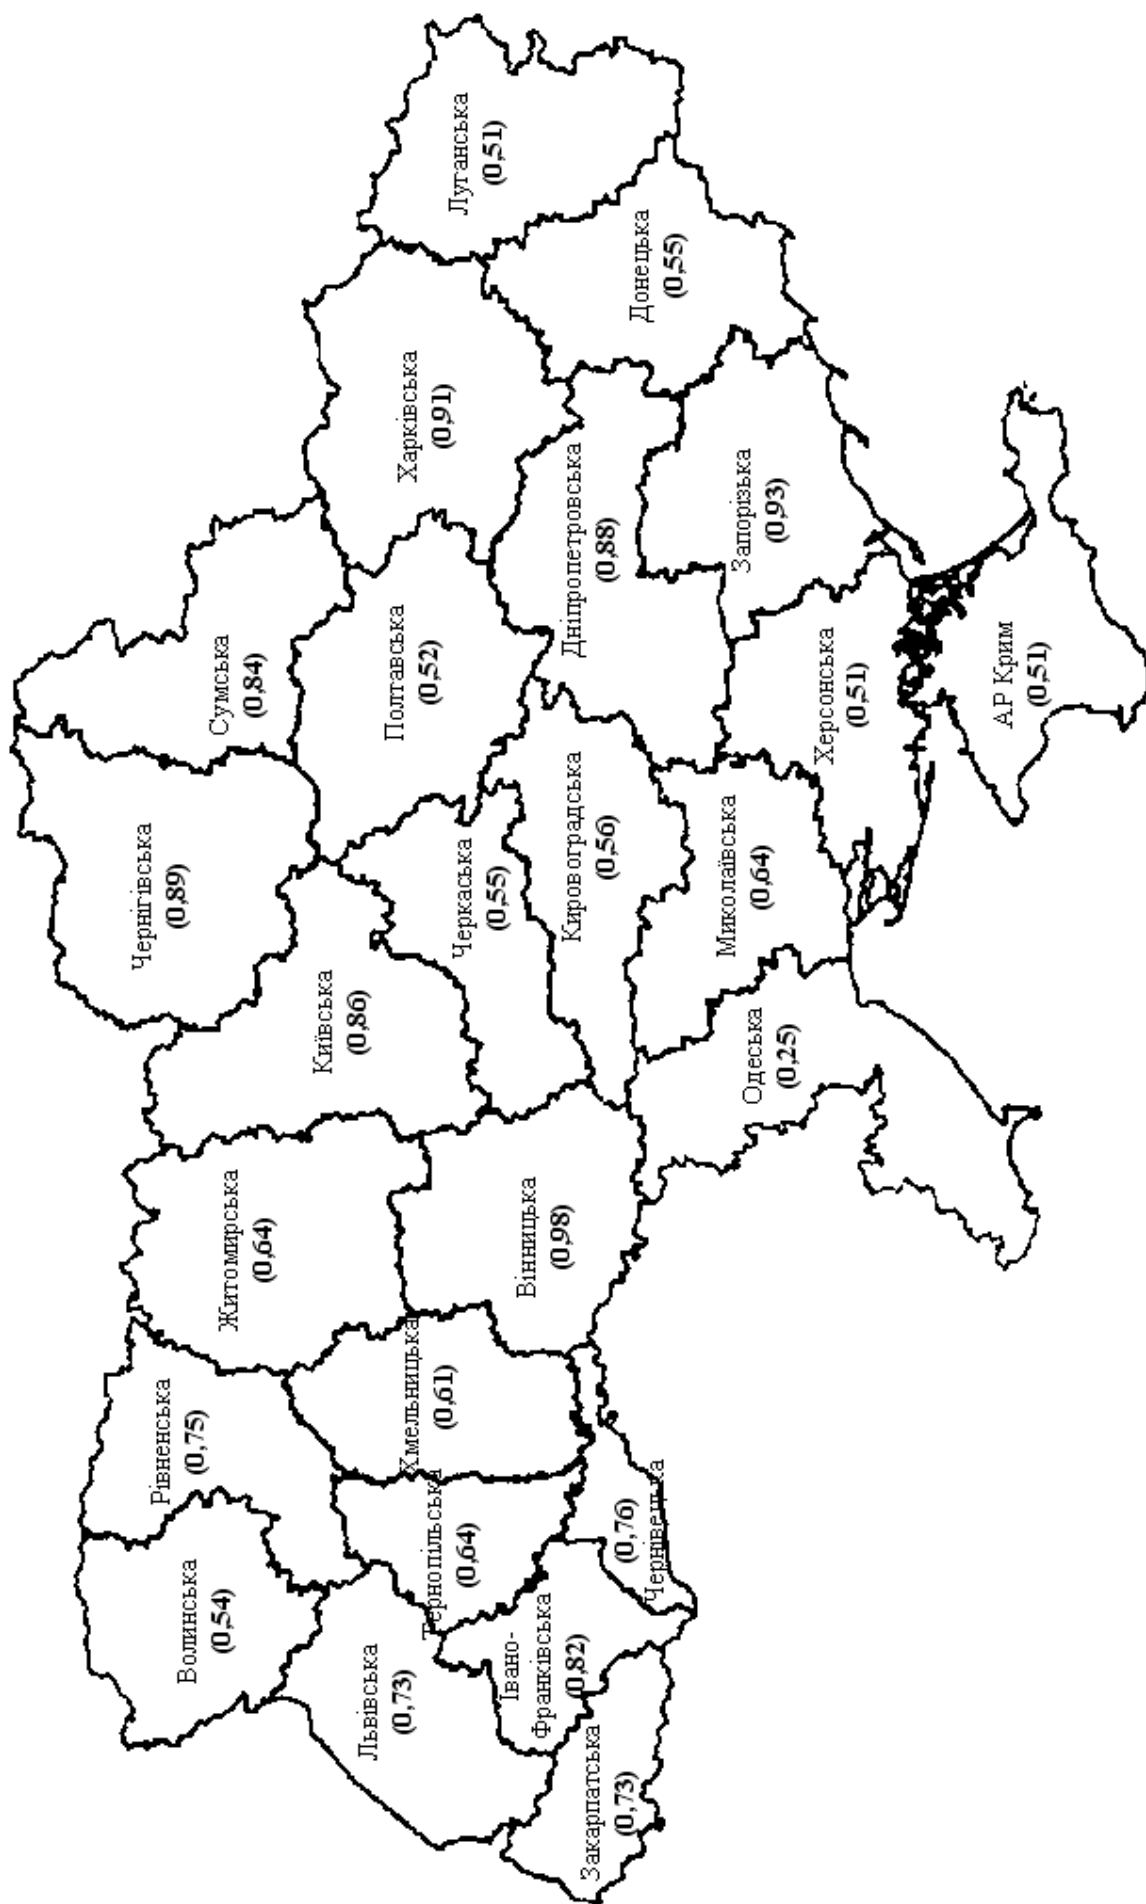 Волинська
(0,54)
Рівненська
(0,75)
Житомирська
(0,64)
Чернігівська
(0,89)
Сумська
(0,84)
Київська
(0,86)
Львівська
(0,73)
Тернопільська
(0,64)
Хмельницька
(0,61)
Вінницька
(0,98)
Черкаська
(0,55)
Полтавська
(0,52)
Харківська
(0,91)
Луганська
(0,51)
Закарпатська
(0,73)
Івано-
Франківська
(0,82)
Чернівецька
(0,76)
Кировоградська
(0,56)
Дніпропетровська
(0,88)
Донецька
(0,55)
Одеська
(0,25)
Миколаївська
(0,64)
Запорізька
(0,93)
Херсонська
(0,51)
АР Крим
(0,51)